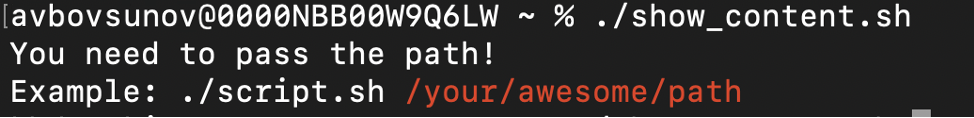 [avbovsunov@0000NBB00W9Q6LW ~ % ./show_content.sh
You need to pass the path!
Example: ./script.sh /your/awesome/path